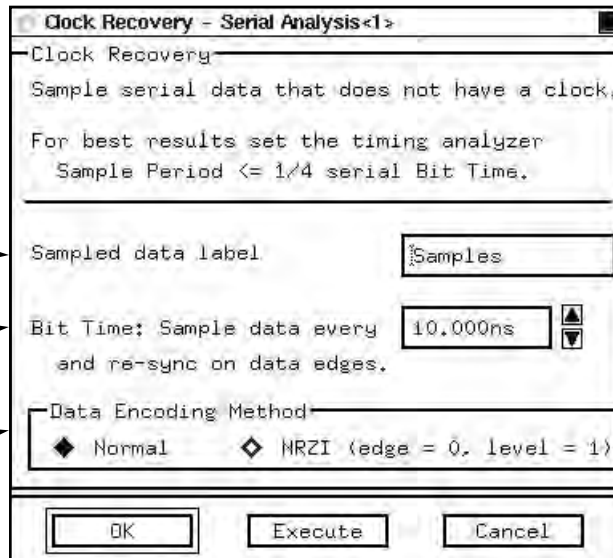 Clock Recovery - Serial Analysis<1>
Clock Recovery
Sample serial data that does not have a clock.
For best results set the timing analyzer
Sample Period <= 1/4 serial Bit Time.
Sampled data label
Samples
Bit Time: Sample data every
10.000ns
and re-sync on data edges.
Data Encoding Method
Normal
NRZI (edge = 0, level = 1)
OK
Execute
Cancel